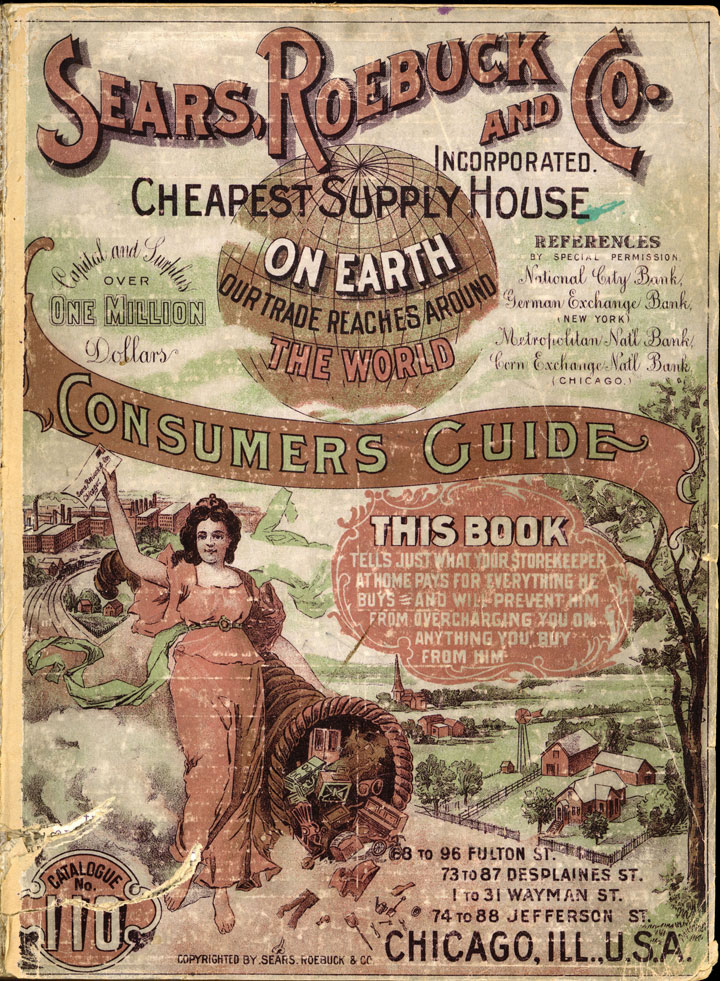 SEARS, ROEBUCK AND CO.
INCORPORATED.
CHEAPEST SUPPLY HOUSE
ON EARTH
OUR TRADE REACHES AROUND
THE WORLD
Capital and Surplus
OVER
ONE MILLION
Dollars
REFERENCES
BY SPECIAL PERMISSION
National City Bank,
German Exchange Bank,
(NEW YORK)
Metropolitan Nat'l Bank,
Corn Exchange Nat'l Bank
(CHICAGO.)
CONSUMERS GUIDE
Sears Roebuck & Co
Chicago
THIS BOOK
TELLS JUST WHAT YOUR STOREKEEPER
AT HOME PAYS FOR EVERYTHING HE
BUYS = AND WILL PREVENT HIM
FROM OVERCHARGING YOU ON
ANYTHING YOU BUY
FROM HIM
68 TO 96 FULTON ST.
73 TO 87 DESPLAINES ST.
1 TO 31 WAYMAN ST.
74 TO 88 JEFFERSON ST.
CHICAGO, ILL., U.S.A.
CATALOGUE
No.
110
COPYRIGHTED BY SEARS, ROEBUCK & CO.